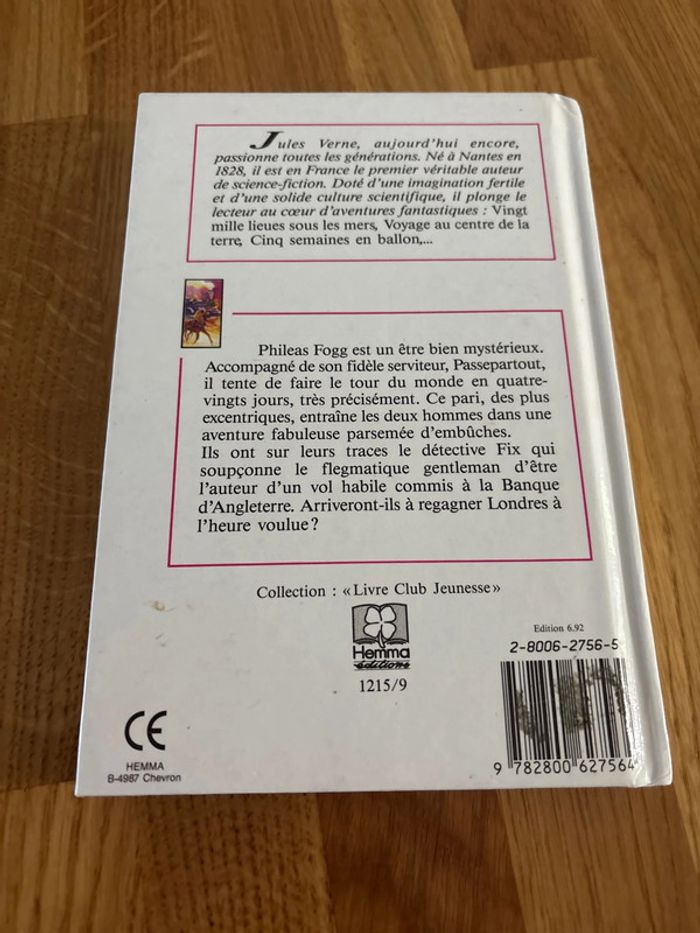 Jules Verne, aujourd'hui encore,
passionne toutes les générations. Né à Nantes en
1828, il est en France le premier véritable auteur
de science-fiction. Doté d'une imagination fertile
et d'une solide culture scientifique, il plonge le
lecteur au cœur d'aventures fantastiques : Vingt
mille lieues sous les mers, Voyage au centre de la
terre, Cinq semaines en ballon,...
Phileas Fogg est un être bien mystérieux.
Accompagné de son fidèle serviteur, Passepartout,
il tente de faire le tour du monde en quatre-
vingts jours, très précisément. Ce pari, des plus
excentriques, entraîne les deux hommes dans une
aventure fabuleuse parsemée d'embûches.
Ils ont sur leurs traces le détective Fix qui
soupçonne le flegmatique gentleman d'être
l'auteur d'un vol habile commis à la Banque
d'Angleterre. Arriveront-ils à regagner Londres à
l'heure voulue ?
Collection : « Livre Club Jeunesse »
Hemma
éditions
1215/9
Edition 6.92
2-8006-2756-5
9 782800 627564
CE
HEMMA
B-4987 Chevron